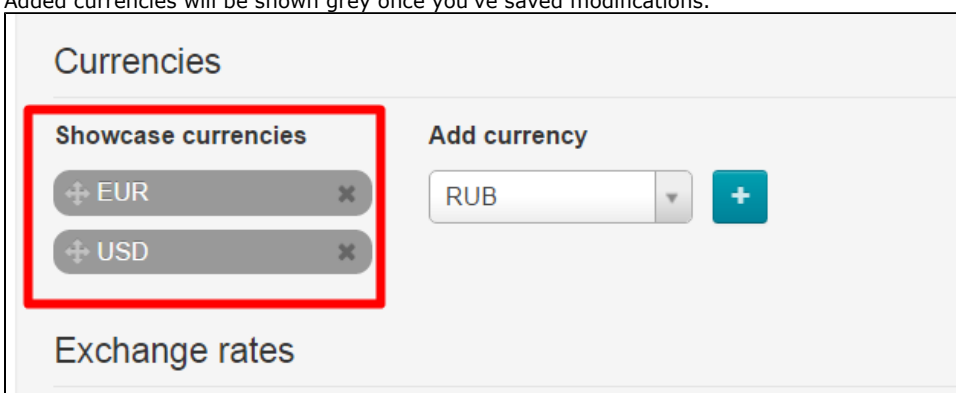 Added currencies will be shown grey once you've saved modifications.
Currencies
Showcase currencies
Add currency
EUR
RUB
USD
Exchange rates